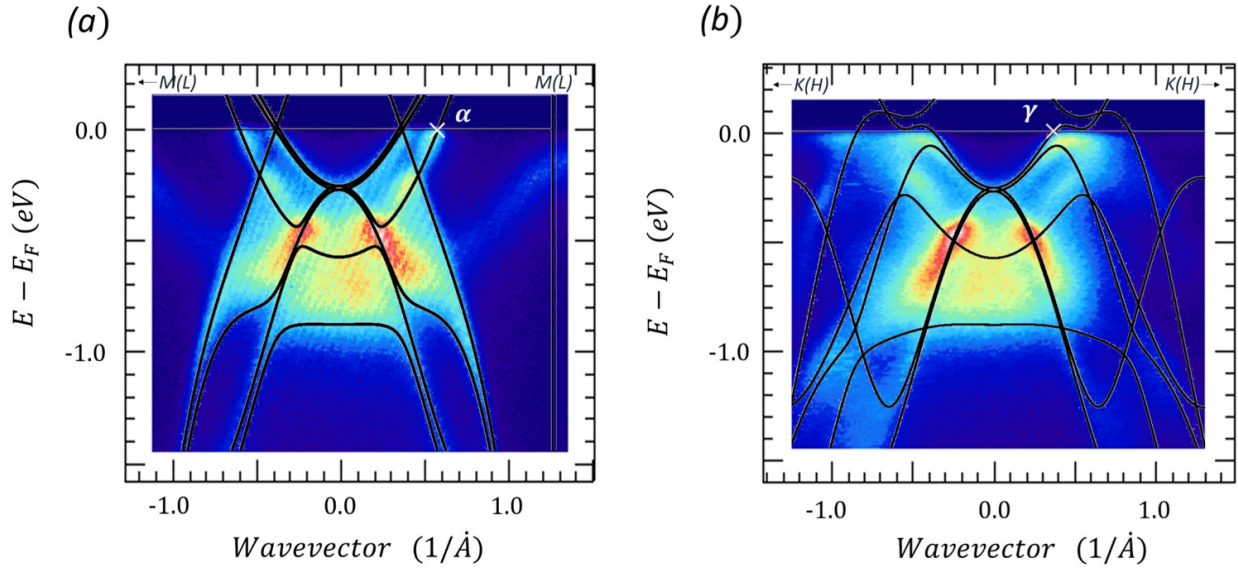 (a)
←M(L) M(L)
α
0.0
-1.0
E − E_F (eV)
-1.0 0.0 1.0
Wavevector (1/Å)
(b)
←K(H) K(H)→
γ
0.0
-1.0
E − E_F (eV)
-1.0 0.0 1.0
Wavevector (1/Å)